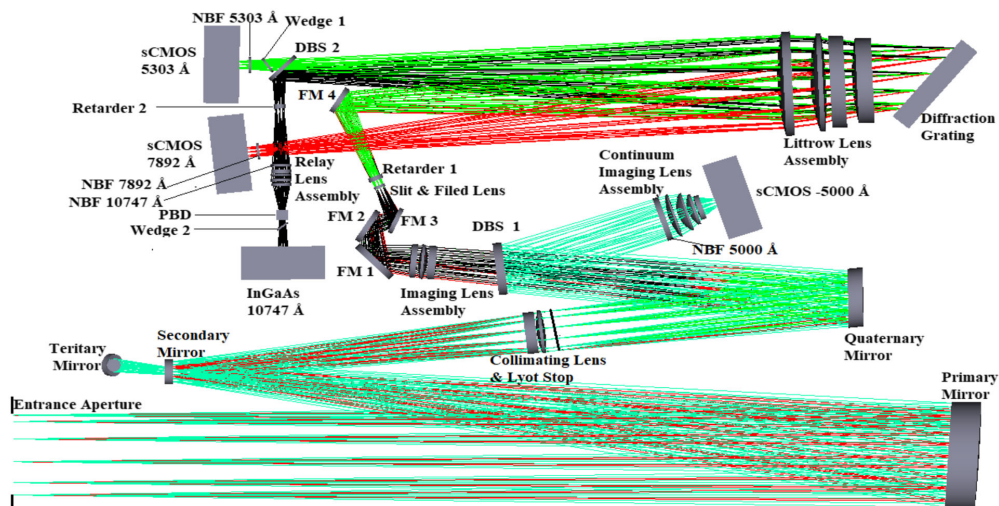 NBF 5303 Å
Wedge 1
sCMOS
5303 Å
DBS 2
FM 4
Retarder 2
sCMOS
7892 Å
NBF 7892 Å
NBF 10747 Å
Relay
Lens
Assembly
PBD
Wedge 2
InGaAs
10747 Å
Retarder 1
Slit & Filed Lens
FM 2
FM 3
FM 1
Imaging Lens
Assembly
DBS 1
Continuum
Imaging Lens
Assembly
sCMOS -5000 Å
NBF 5000 Å
Littrow Lens
Assembly
Diffraction
Grating
Quaternary
Mirror
Collimating Lens
& Lyot Stop
Secondary
Mirror
Teritary
Mirror
Primary
Mirror
Entrance Aperture